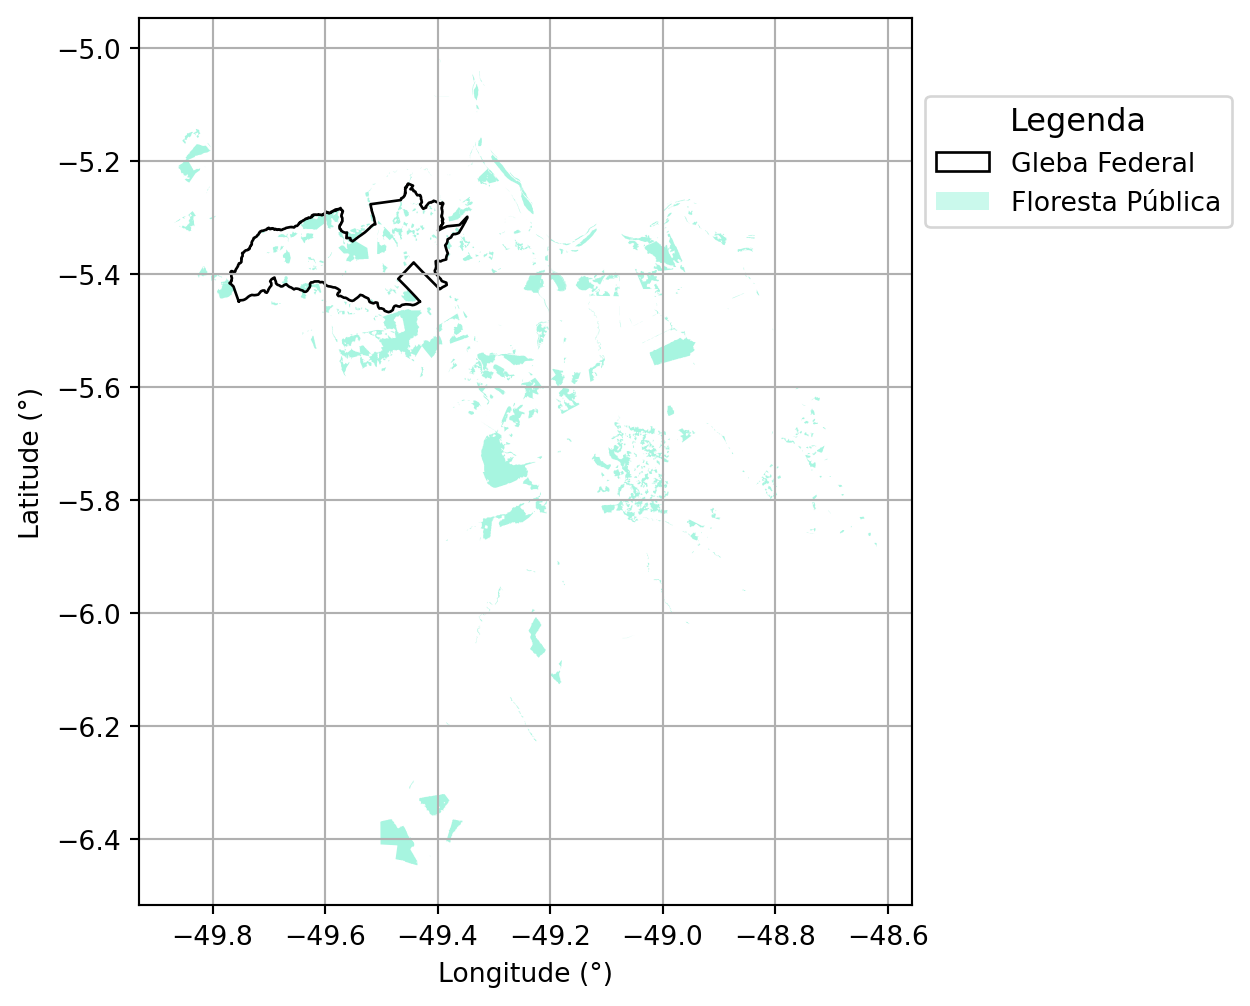 −5.0
−5.2
−5.4
−5.6
−5.8
−6.0
−6.2
−6.4
Latitude (°)
−49.8 −49.6 −49.4 −49.2 −49.0 −48.8 −48.6
Longitude (°)
Legenda
Gleba Federal
Floresta Pública